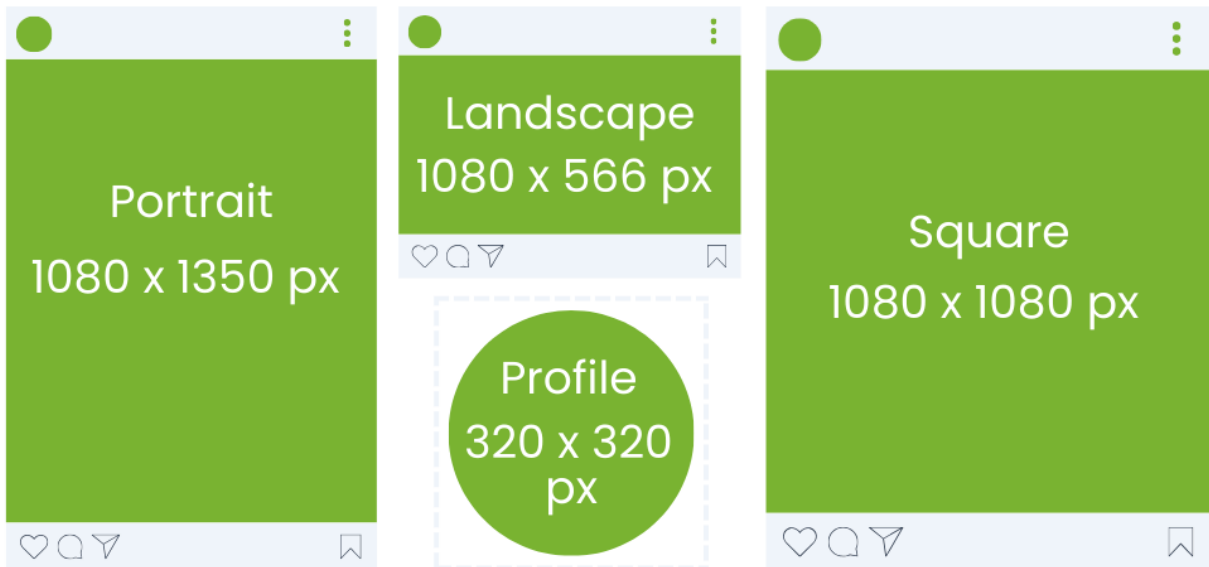 Portrait
1080 x 1350 px
Landscape
1080 x 566 px
Profile
320 x 320
px
Square
1080 x 1080 px